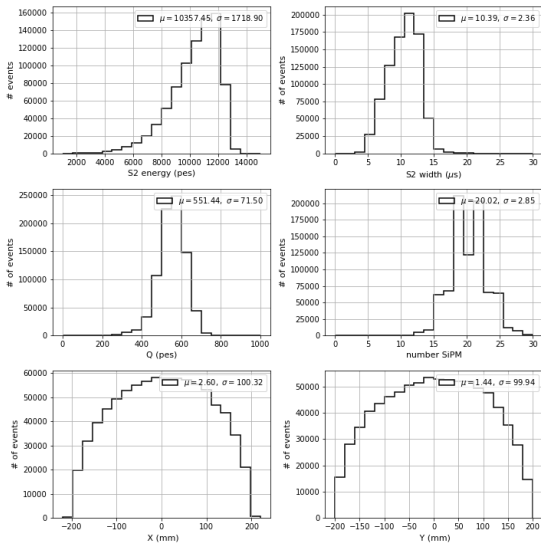 μ = 10357.45, σ = 1718.90
# events
160000
140000
120000
100000
80000
60000
40000
20000
0
2000 4000 6000 8000 10000 12000 14000
S2 energy (pes)
μ = 10.39, σ = 2.36
# of events
200000
175000
150000
125000
100000
75000
50000
25000
0
0 5 10 15 20 25 30
S2 width (μs)
μ = 551.44, σ = 71.50
# of events
250000
200000
150000
100000
50000
0
0 200 400 600 800 1000
Q (pes)
μ = 20.02, σ = 2.85
# of events
200000
175000
150000
125000
100000
75000
50000
25000
0
0 5 10 15 20 25 30
number SiPM
μ = 2.60, σ = 100.32
# of events
60000
50000
40000
30000
20000
10000
0
−200 −100 0 100 200
X (mm)
μ = 1.44, σ = 99.94
# of events
50000
40000
30000
20000
10000
0
−200 −150 −100 −50 0 50 100 150 200
Y (mm)